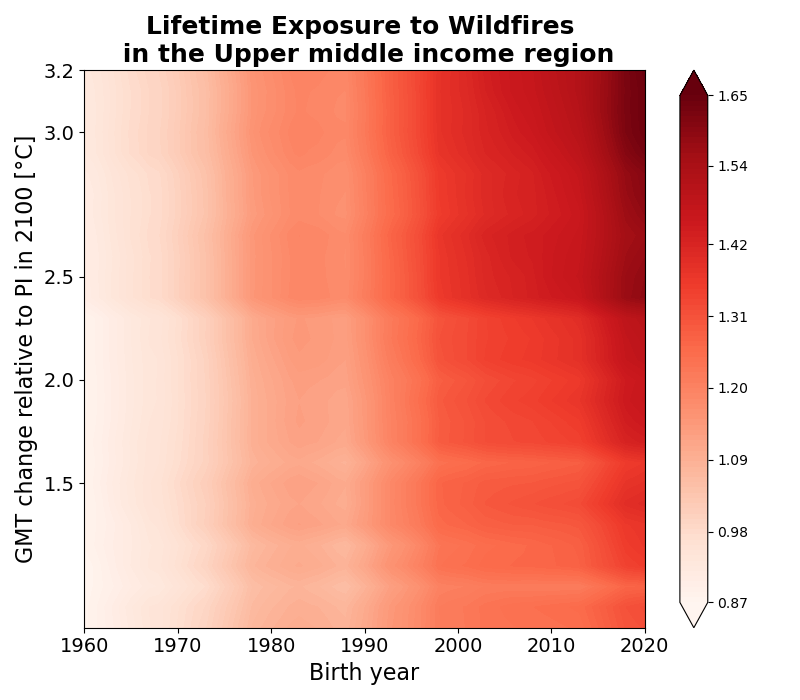 Lifetime Exposure to Wildfires
in the Upper middle income region
GMT change relative to PI in 2100 [°C]
3.2
3.0
2.5
2.0
1.5
1960 1970 1980 1990 2000 2010 2020
Birth year
1.65
1.54
1.42
1.31
1.20
1.09
0.98
0.87